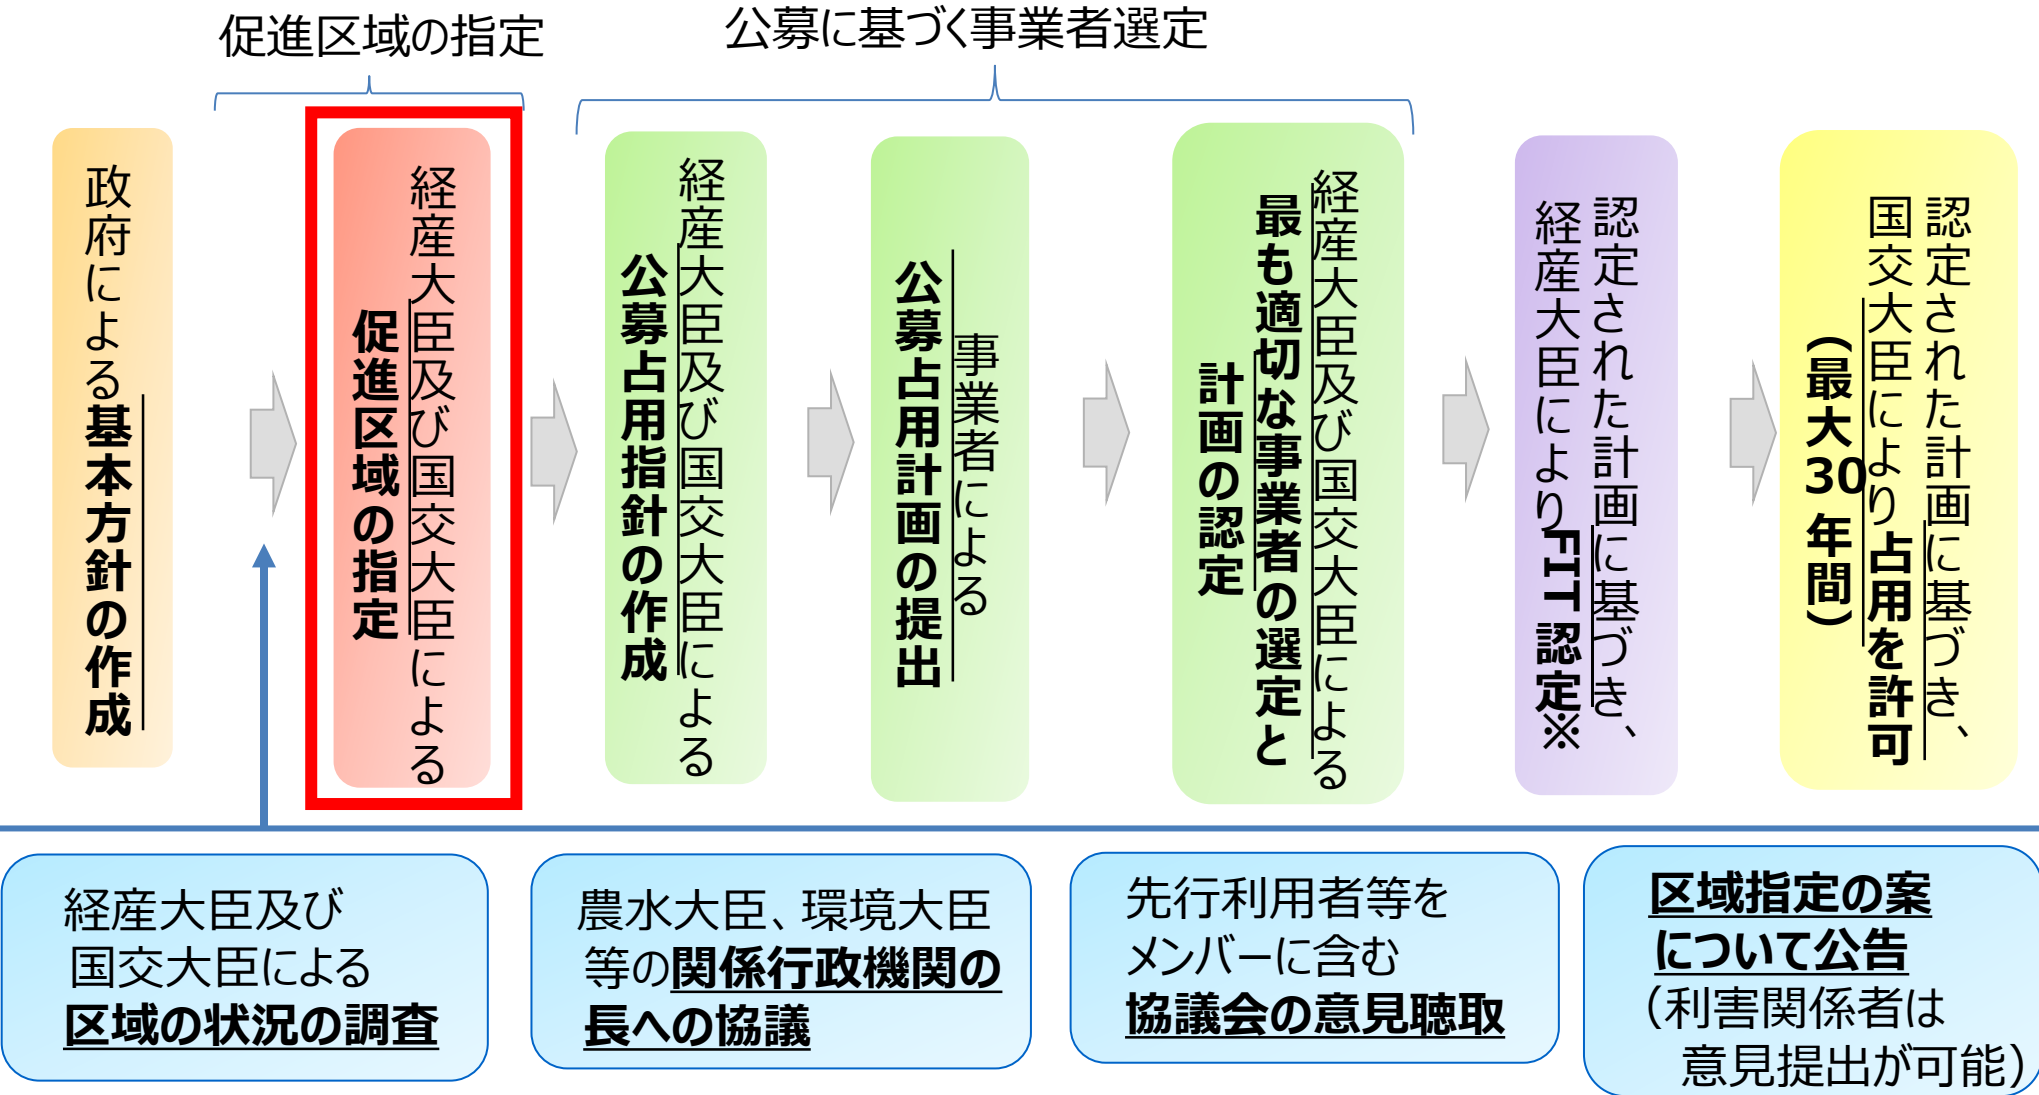 促進区域の指定
公募に基づく事業者選定
政府による基本方針の作成
経産大臣及び国交大臣による
促進区域の指定
経産大臣及び国交大臣による
公募占用指針の作成
事業者による
公募占用計画の提出
経産大臣及び国交大臣による
最も適切な事業者の選定と
計画の認定
認定された計画に基づき、
経産大臣によりFIT認定※
認定された計画に基づき、
国交大臣により占用を許可
（最大30年間）
経産大臣及び
国交大臣による
区域の状況の調査
農水大臣、環境大臣
等の関係行政機関の
長への協議
先行利用者等を
メンバーに含む
協議会の意見聴取
区域指定の案
について公告
（利害関係者は
意見提出が可能）